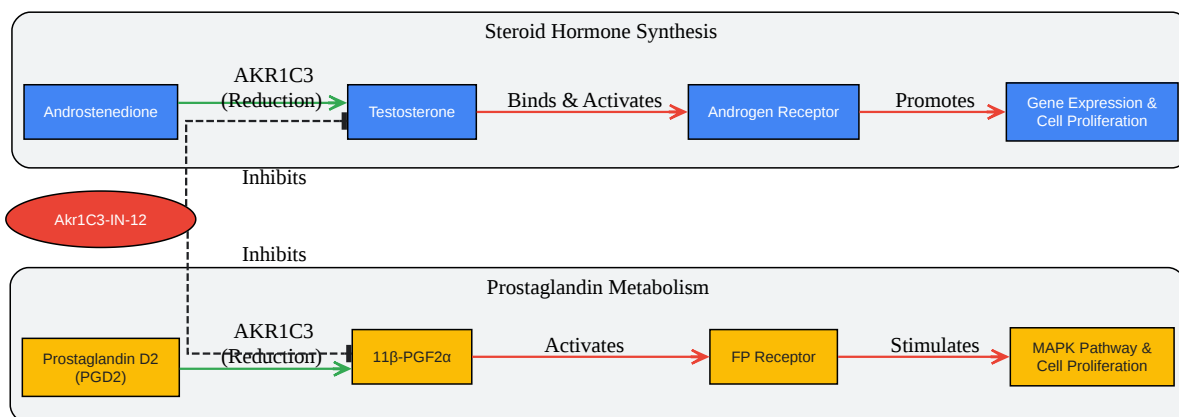 Steroid Hormone Synthesis
AKR1C3
(Reduction)
Androstenedione
Testosterone
Binds & Activates
Androgen Receptor
Promotes
Gene Expression &
Cell Proliferation
Inhibits
Akr1C3-IN-12
Inhibits
Prostaglandin Metabolism
AKR1C3
(Reduction)
Prostaglandin D2
(PGD2)
11β-PGF2α
Activates
FP Receptor
Stimulates
MAPK Pathway &
Cell Proliferation